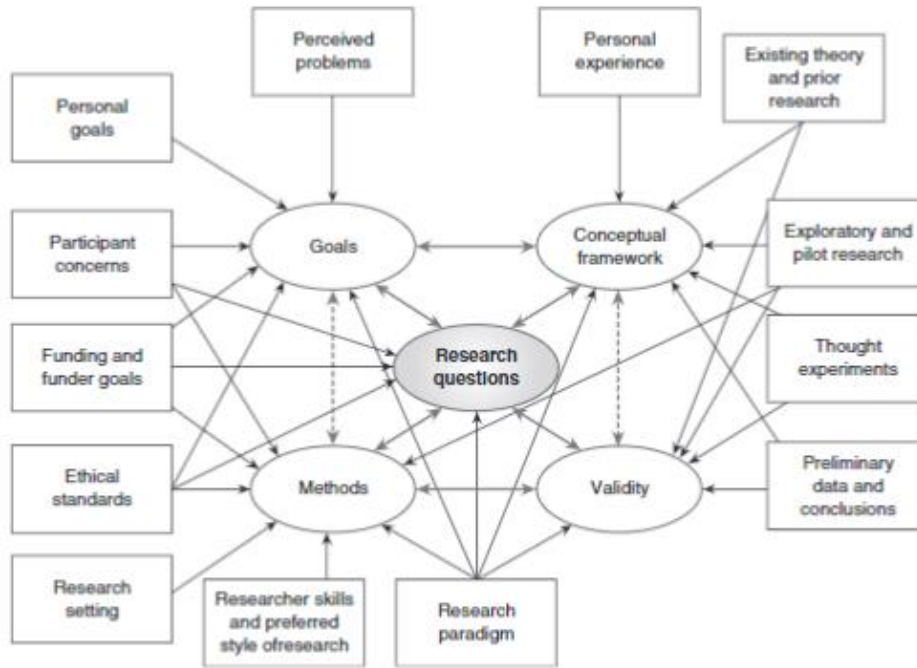 Perceived
problems
Personal
experience
Existing theory
and prior
research
Personal
goals
Participant
concerns
Goals
Conceptual
framework
Exploratory and
pilot research
Funding and
funder goals
Research
questions
Thought
experiments
Ethical
standards
Methods
Validity
Preliminary
data and
conclusions
Research
setting
Researcher skills
and preferred
style ofresearch
Research
paradigm